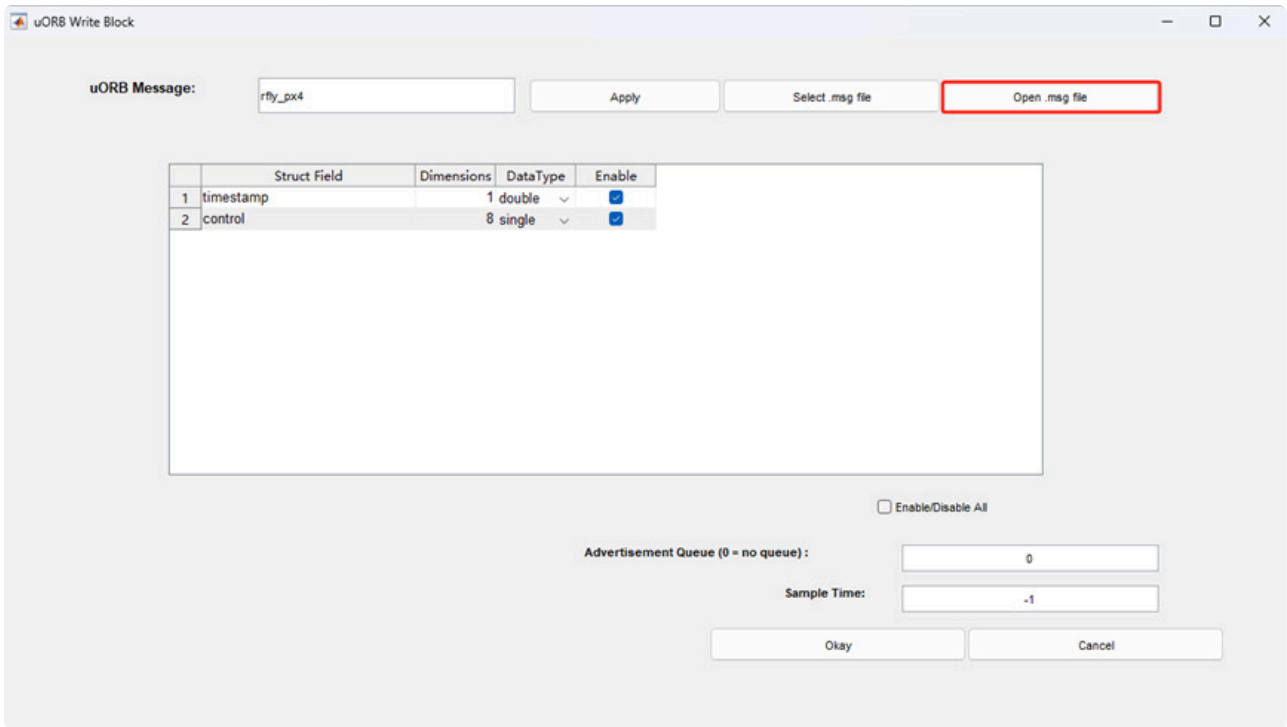 uORB Write Block
uORB Message: rfly_px4 Apply Select .msg file Open .msg file
Struct Field Dimensions DataType Enable
1 timestamp 1 double
2 control 8 single
Enable/Disable All
Advertisement Queue (0 = no queue) : 0
Sample Time: -1
Okay Cancel